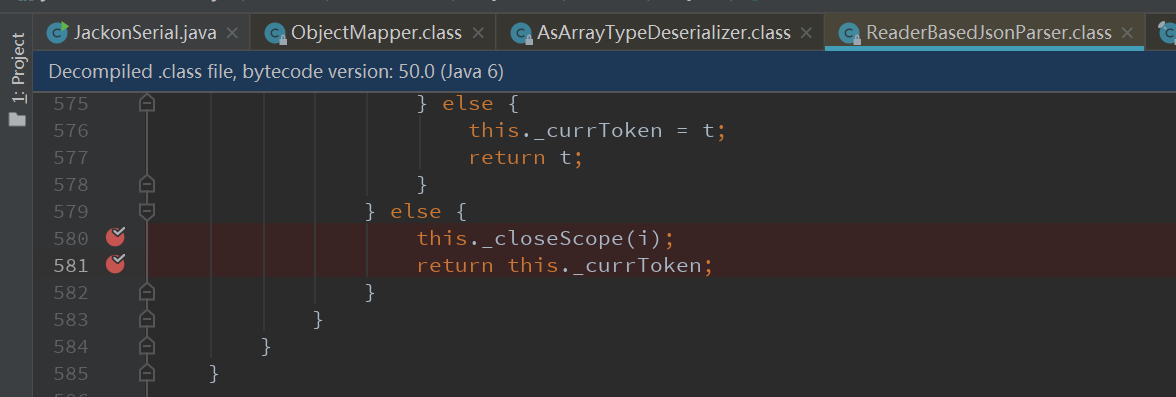 1: Project
JackonSerial.java
ObjectMapper.class
AsArrayTypeDeserializer.class
ReaderBasedJsonParser.class
Decompiled .class file, bytecode version: 50.0 (Java 6)
575 } else {
576 this._currToken = t;
577 return t;
578 }
579 } else {
580 this._closeScope(i);
581 return this._currToken;
582 }
583 }
584 }
585 }